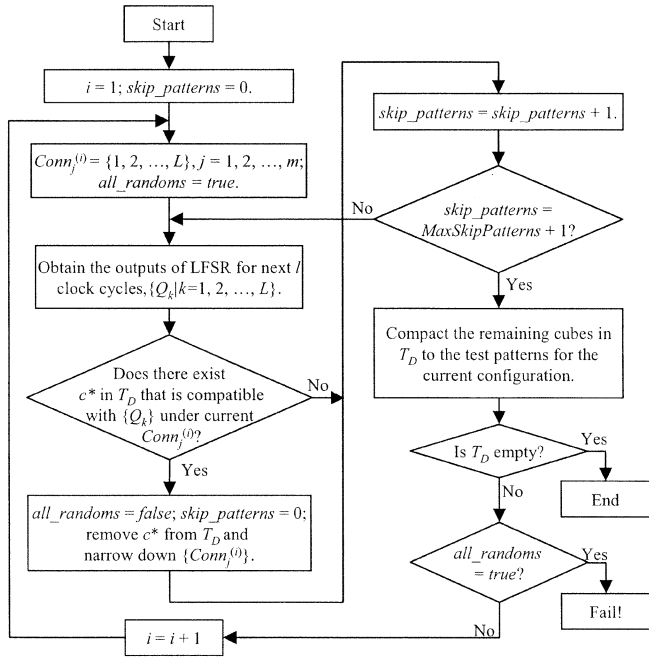 Start
i = 1; skip_patterns = 0.
Conn_j^(i) = {1, 2, ..., L}, j = 1, 2, ..., m;
all_randoms = true.
Obtain the outputs of LFSR for next l
clock cycles,{Q_k|k=1, 2, ..., L}.
Does there exist
c* in T_D that is compatible
with {Q_k} under current
Conn_j^(i)?
No
Yes
all_randoms = false; skip_patterns = 0;
remove c* from T_D and
narrow down {Conn_j^(i)}.
i = i + 1
skip_patterns = skip_patterns + 1.
skip_patterns =
MaxSkipPatterns + 1?
No
Yes
Compact the remaining cubes in
T_D to the test patterns for the
current configuration.
Is T_D empty?
Yes
End
No
all_randoms
= true?
Yes
Fail!
No